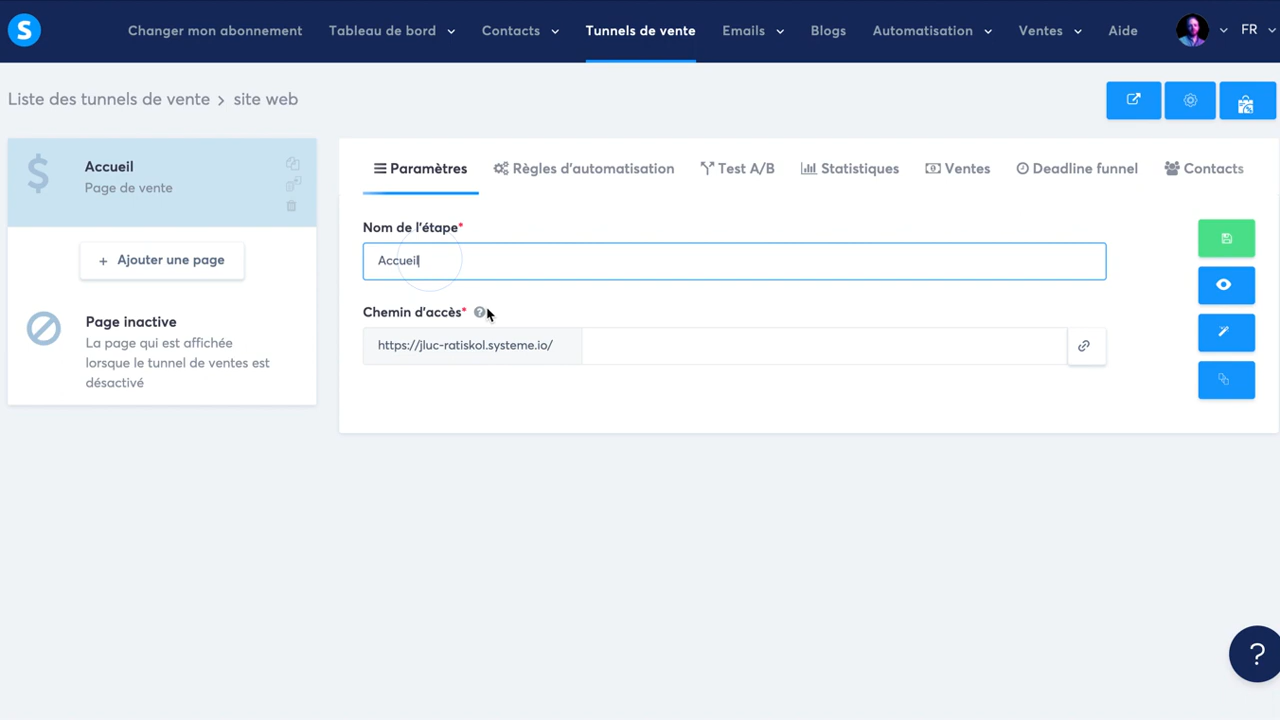 S
Changer mon abonnement Tableau de bord Contacts Tunnels de vente Emails Blogs Automatisation Ventes Aide FR
Liste des tunnels de vente > site web
Accueil
Page de vente
+ Ajouter une page
Page inactive
La page qui est affichée
lorsque le tunnel de ventes est
désactivé
Paramètres Règles d'automatisation Test A/B Statistiques Ventes Deadline funnel Contacts
Nom de l'étape*
Accueil
Chemin d'accès* ?
https://jluc-ratiskol.systeme.io/
?